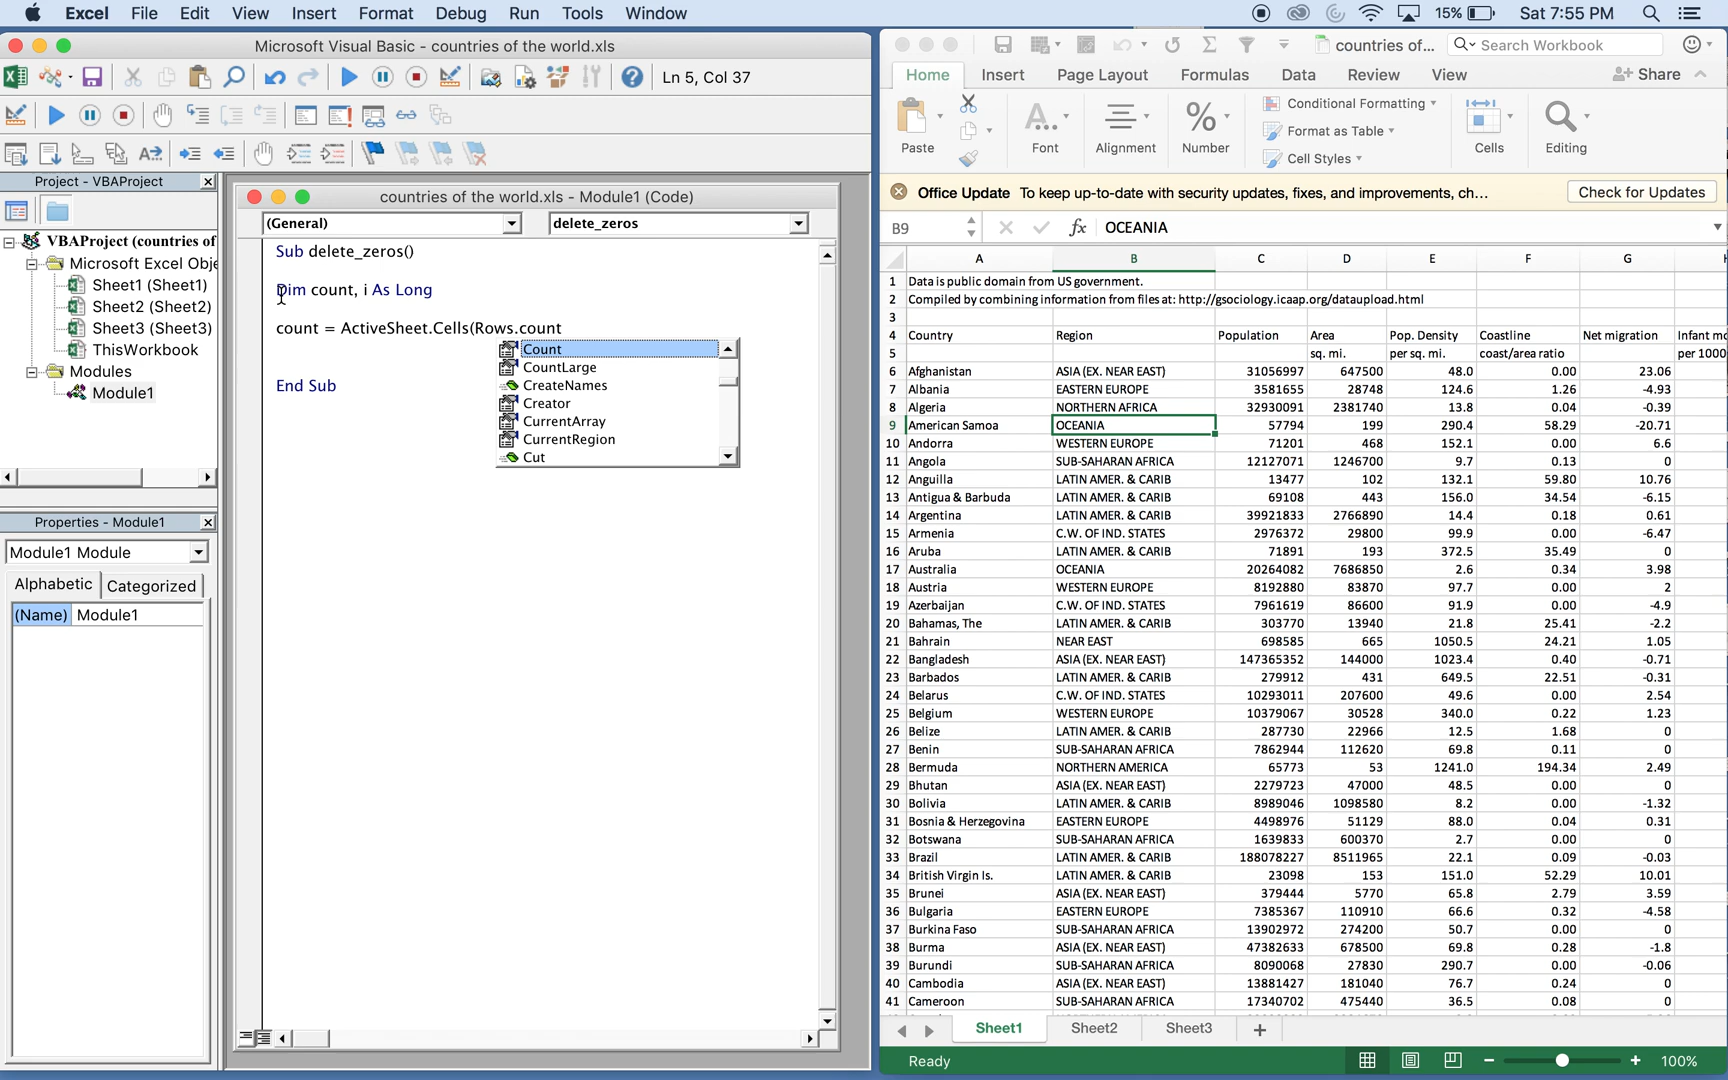 Excel File Edit View Insert Format Debug Run Tools Window 15% Sat 7:55 PM
Microsoft Visual Basic - countries of the world.xls
Ln 5, Col 37
Project - VBAProject
VBAProject (countries of
Microsoft Excel Obje
Sheet1 (Sheet1)
Sheet2 (Sheet2)
Sheet3 (Sheet3)
ThisWorkbook
Modules
Module1
Properties - Module1
Module1 Module
Alphabetic Categorized
(Name) Module1
countries of the world.xls - Module1 (Code)
(General) delete_zeros
Sub delete_zeros()
Dim count, i As Long
count = ActiveSheet.Cells(Rows.count
Count
CountLarge
CreateNames
Creator
CurrentArray
CurrentRegion
Cut
End Sub
countries of... Search Workbook
Home Insert Page Layout Formulas Data Review View Share
Paste Font Alignment Number Conditional Formatting Format as Table Cell Styles Cells Editing
Office Update To keep up-to-date with security updates, fixes, and improvements, ch... Check for Updates
B9 fx OCEANIA
A B C D E F G
1 Data is public domain from US government.
2 Compiled by combining information from files at: http://gsociology.icaap.org/dataupload.html
3
4 Country Region Population Area Pop. Density Coastline Net migration Infant mo
5 sq. mi. per sq. mi. coast/area ratio per 1000
6 Afghanistan ASIA (EX. NEAR EAST) 31056997 647500 48.0 0.00 23.06
7 Albania EASTERN EUROPE 3581655 28748 124.6 1.26 -4.93
8 Algeria NORTHERN AFRICA 32930091 2381740 13.8 0.04 -0.39
9 American Samoa OCEANIA 57794 199 290.4 58.29 -20.71
10 Andorra WESTERN EUROPE 71201 468 152.1 0.00 6.6
11 Angola SUB-SAHARAN AFRICA 12127071 1246700 9.7 0.13 0
12 Anguilla LATIN AMER. & CARIB 13477 102 132.1 59.80 10.76
13 Antigua & Barbuda LATIN AMER. & CARIB 69108 443 156.0 34.54 -6.15
14 Argentina LATIN AMER. & CARIB 39921833 2766890 14.4 0.18 0.61
15 Armenia C.W. OF IND. STATES 2976372 29800 99.9 0.00 -6.47
16 Aruba LATIN AMER. & CARIB 71891 193 372.5 35.49 0
17 Australia OCEANIA 20264082 7686850 2.6 0.34 3.98
18 Austria WESTERN EUROPE 8192880 83870 97.7 0.00 2
19 Azerbaijan C.W. OF IND. STATES 7961619 86600 91.9 0.00 -4.9
20 Bahamas, The LATIN AMER. & CARIB 303770 13940 21.8 25.41 -2.2
21 Bahrain NEAR EAST 698585 665 1050.5 24.21 1.05
22 Bangladesh ASIA (EX. NEAR EAST) 147365352 144000 1023.4 0.40 -0.71
23 Barbados LATIN AMER. & CARIB 279912 431 649.5 22.51 -0.31
24 Belarus C.W. OF IND. STATES 10293011 207600 49.6 0.00 2.54
25 Belgium WESTERN EUROPE 10379067 30528 340.0 0.22 1.23
26 Belize LATIN AMER. & CARIB 287730 22966 12.5 1.68 0
27 Benin SUB-SAHARAN AFRICA 7862944 112620 69.8 0.11 0
28 Bermuda NORTHERN AMERICA 65773 53 1241.0 194.34 2.49
29 Bhutan ASIA (EX. NEAR EAST) 2279723 47000 48.5 0.00 0
30 Bolivia LATIN AMER. & CARIB 8989046 1098580 8.2 0.00 -1.32
31 Bosnia & Herzegovina EASTERN EUROPE 4498976 51129 88.0 0.04 0.31
32 Botswana SUB-SAHARAN AFRICA 1639833 600370 2.7 0.00 0
33 Brazil LATIN AMER. & CARIB 188078227 8511965 22.1 0.09 -0.03
34 British Virgin Is. LATIN AMER. & CARIB 23098 153 151.0 52.29 10.01
35 Brunei ASIA (EX. NEAR EAST) 379444 5770 65.8 2.79 3.59
36 Bulgaria EASTERN EUROPE 7385367 110910 66.6 0.32 -4.58
37 Burkina Faso SUB-SAHARAN AFRICA 13902972 274200 50.7 0.00 0
38 Burma ASIA (EX. NEAR EAST) 47382633 678500 69.8 0.28 -1.8
39 Burundi SUB-SAHARAN AFRICA 8090068 27830 290.7 0.00 -0.06
40 Cambodia ASIA (EX. NEAR EAST) 13881427 181040 76.7 0.24 0
41 Cameroon SUB-SAHARAN AFRICA 17340702 475440 36.5 0.08 0
Sheet1 Sheet2 Sheet3
Ready 100%